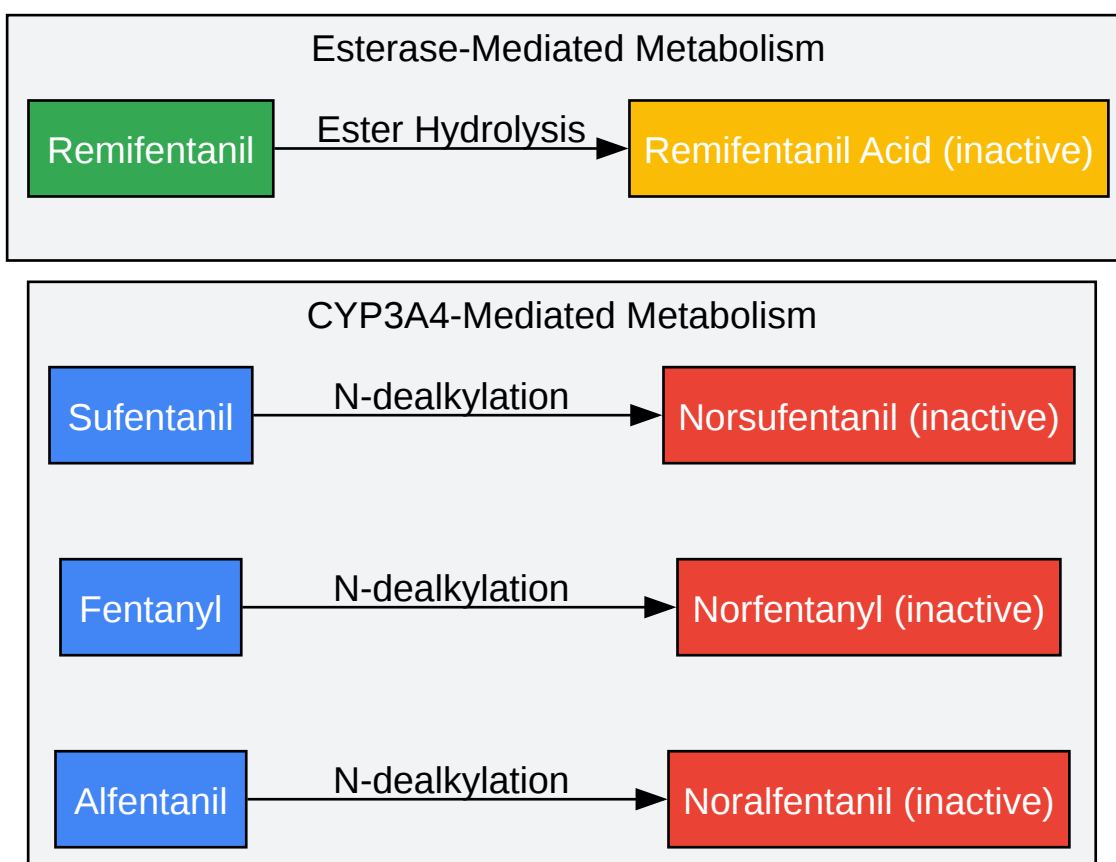 Esterase-Mediated Metabolism
Remifentanil
Ester Hydrolysis
Remifentanil Acid (inactive)
CYP3A4-Mediated Metabolism
Sufentanil
N-dealkylation
Norsufentanil (inactive)
Fentanyl
N-dealkylation
Norfentanyl (inactive)
Alfentanil
N-dealkylation
Noralfentanil (inactive)